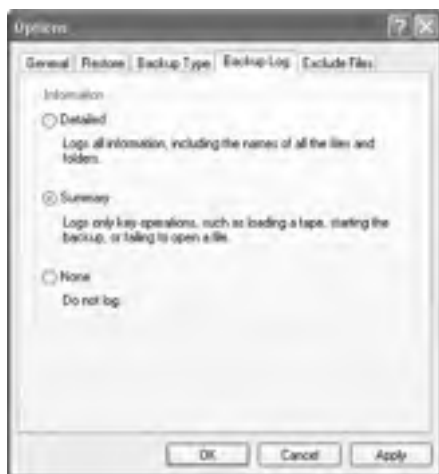 Options
General Restore Backup Type Backup Log Exclude Files
Information
Detailed
Logs all information, including the names of all the files and
folders.
Summary
Logs only key operations, such as loading a tape, starting the
backup, or failing to open a file.
None
Do not log.
OK Cancel Apply